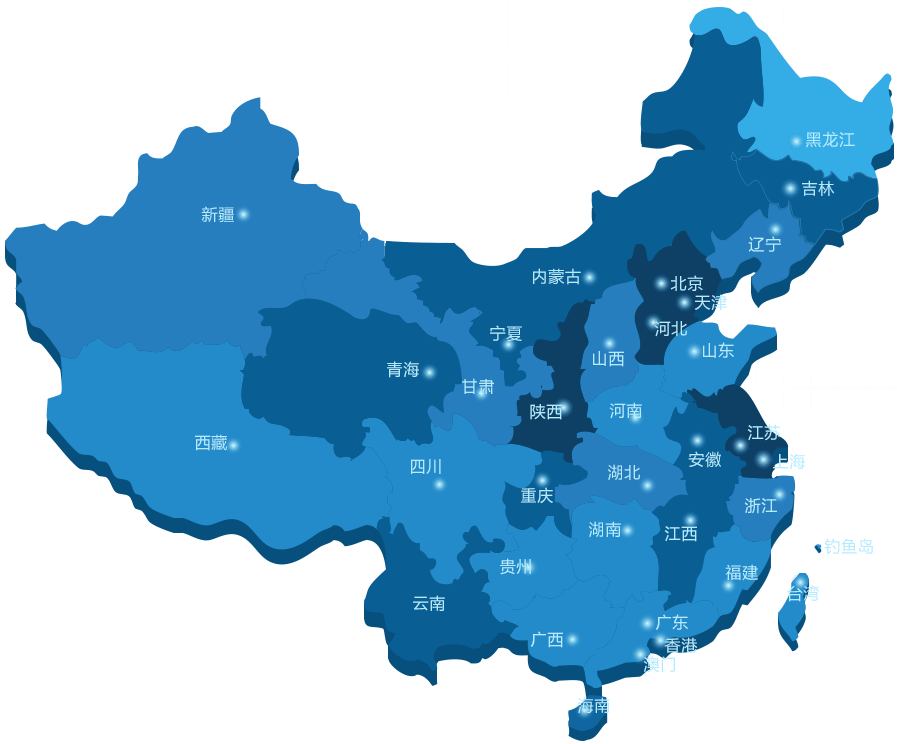 黑龙江
吉林
新疆
辽宁
内蒙古
北京
天津
河北
宁夏
山东
山西
青海
甘肃
陕西
河南
江苏
西藏
安徽
上海
四川
湖北
重庆
浙江
湖南
江西
钓鱼岛
贵州
福建
台湾
云南
广东
广西
香港
澳门
海南